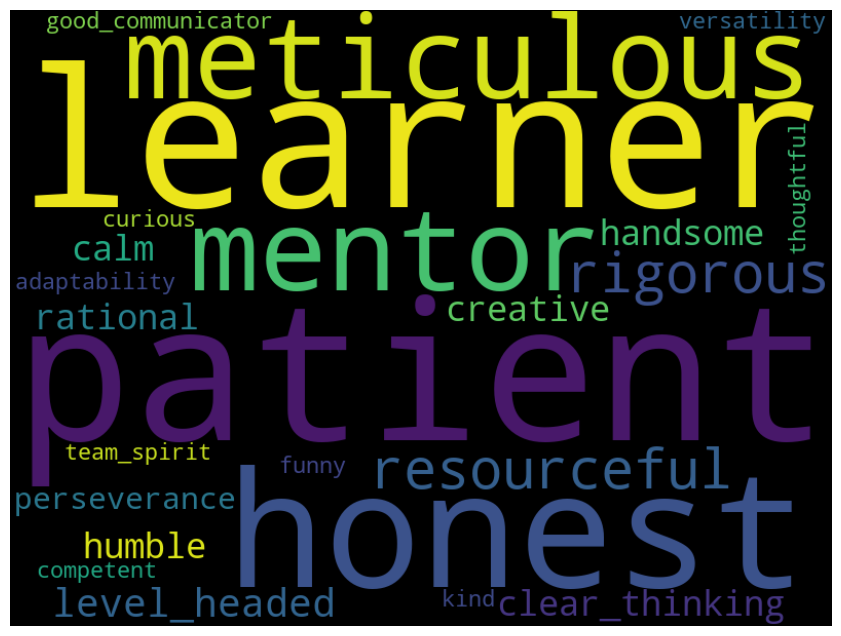 good_communicator
versatility
meticulous
learner
thoughtful
curious
mentor
handsome
calm
adaptability
rigorous
creative
rational
patient
team_spirit
funny
resourceful
perseverance
honest
humble
competent
level_headed
kind
clear_thinking